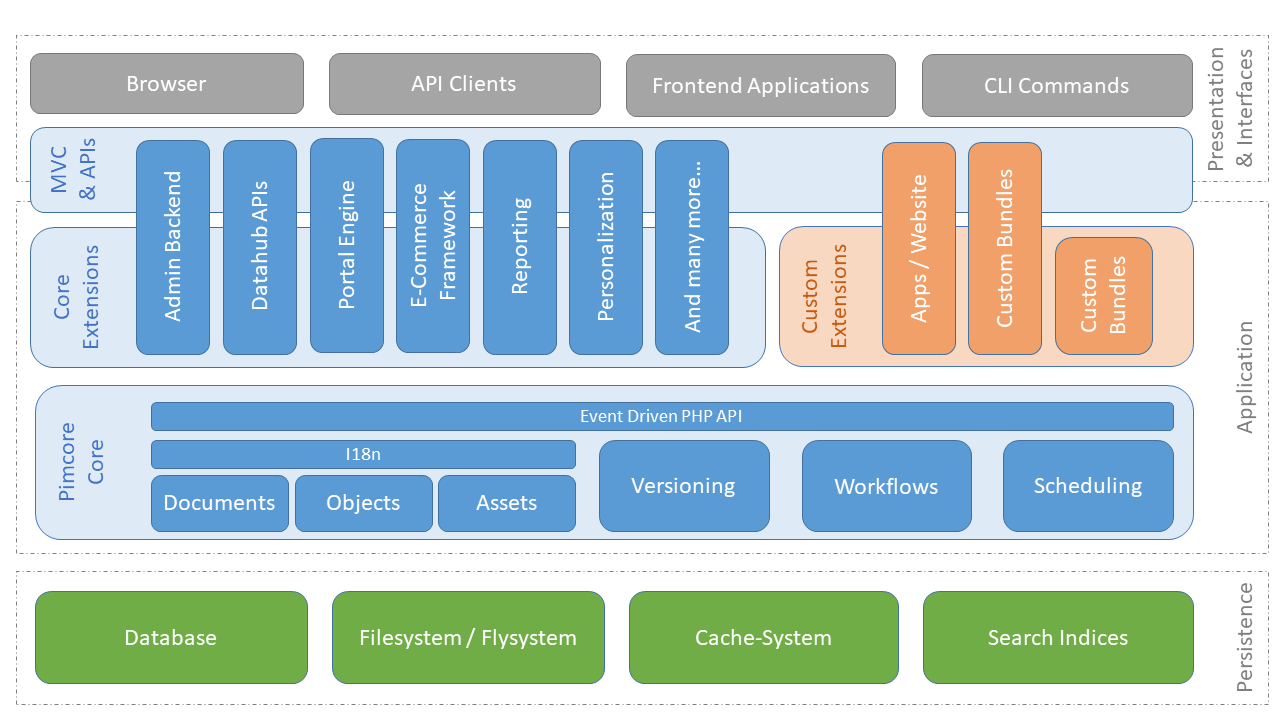 Browser
API Clients
Frontend Applications
CLI Commands
Presentation
& Interfaces
MVC
& APIs
Admin Backend
Datahub APIs
Portal Engine
E-Commerce
Framework
Reporting
Personalization
And many more...
Apps / Website
Custom Bundles
Custom
Bundles
Core
Extensions
Custom
Extensions
Application
Pimcore
Core
Event Driven PHP API
I18n
Documents
Objects
Assets
Versioning
Workflows
Scheduling
Database
Filesystem / Flysystem
Cache-System
Search Indices
Persistence